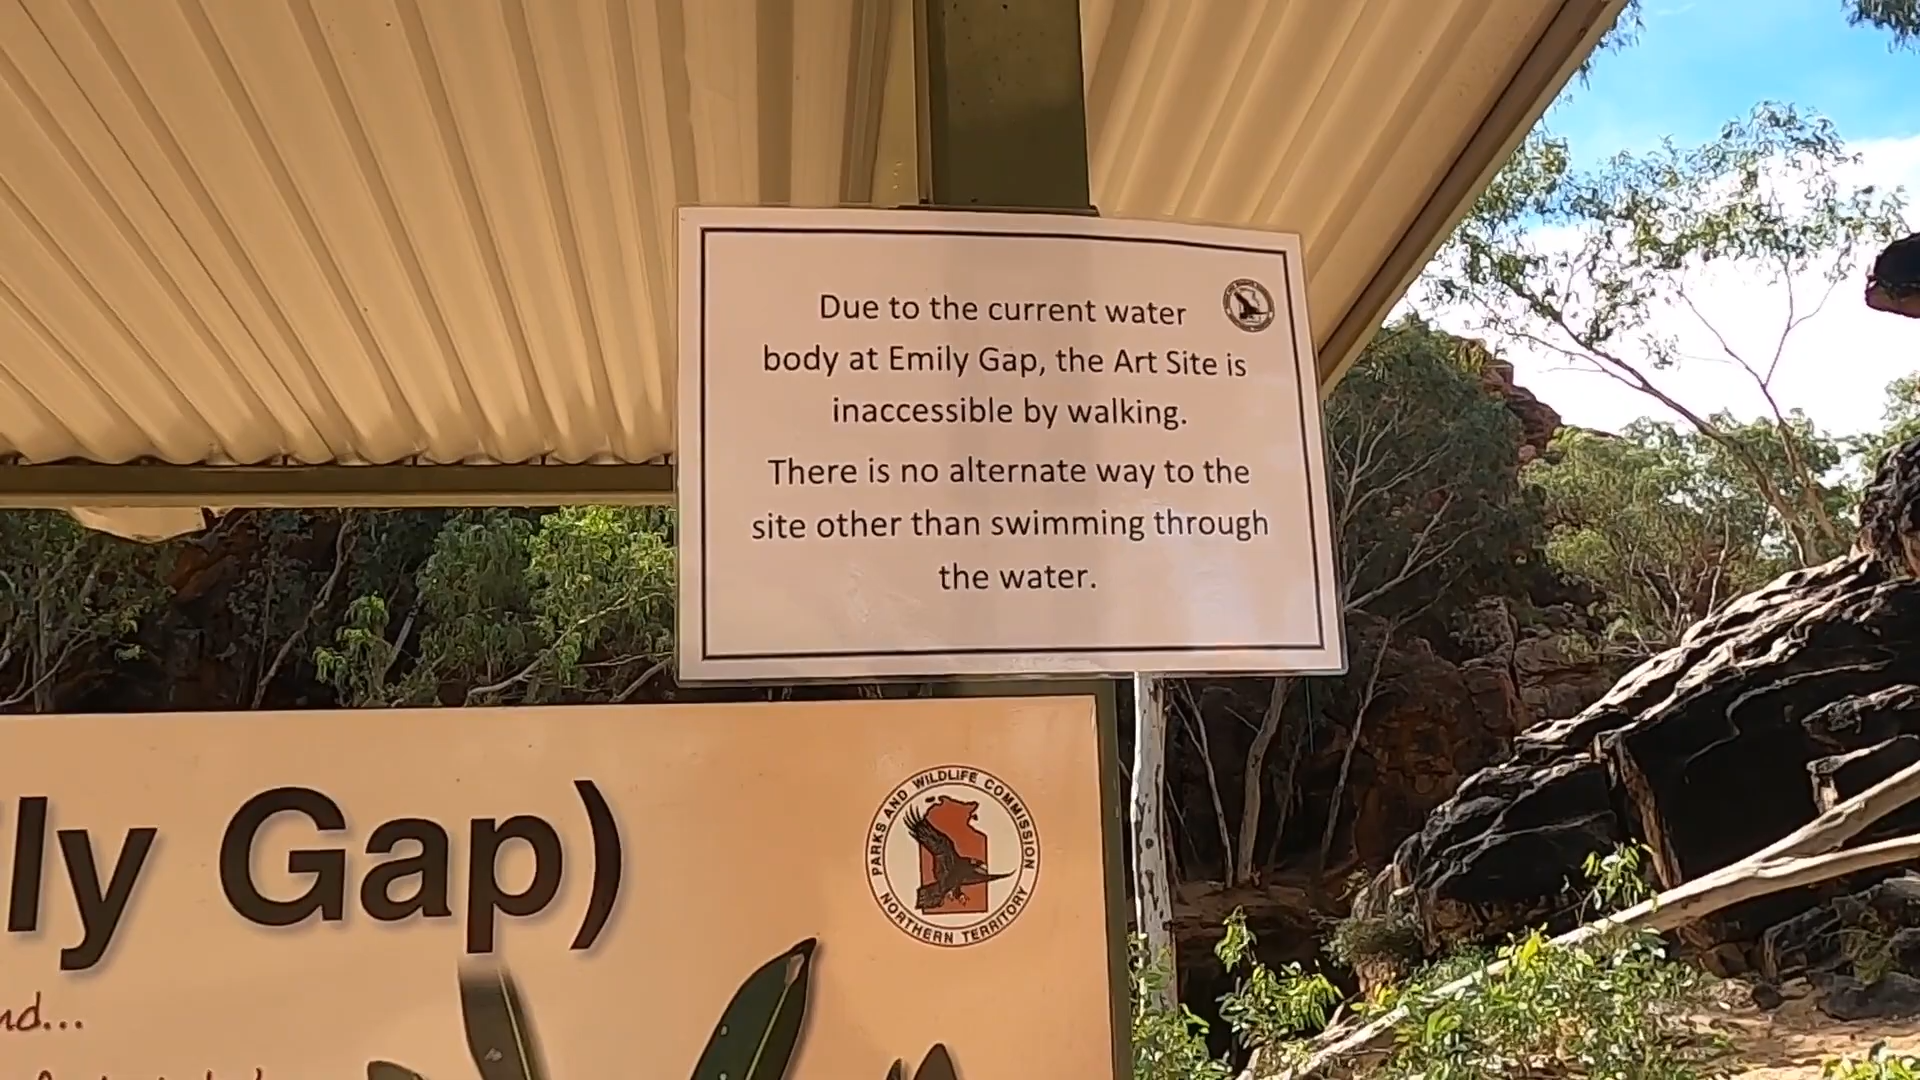 Due to the current water
body at Emily Gap, the Art Site is
inaccessible by walking.
There is no alternate way to the
site other than swimming through
the water.
ly Gap)
PARKS AND WILDLIFE COMMISSION
NORTHERN TERRITORY
nd...